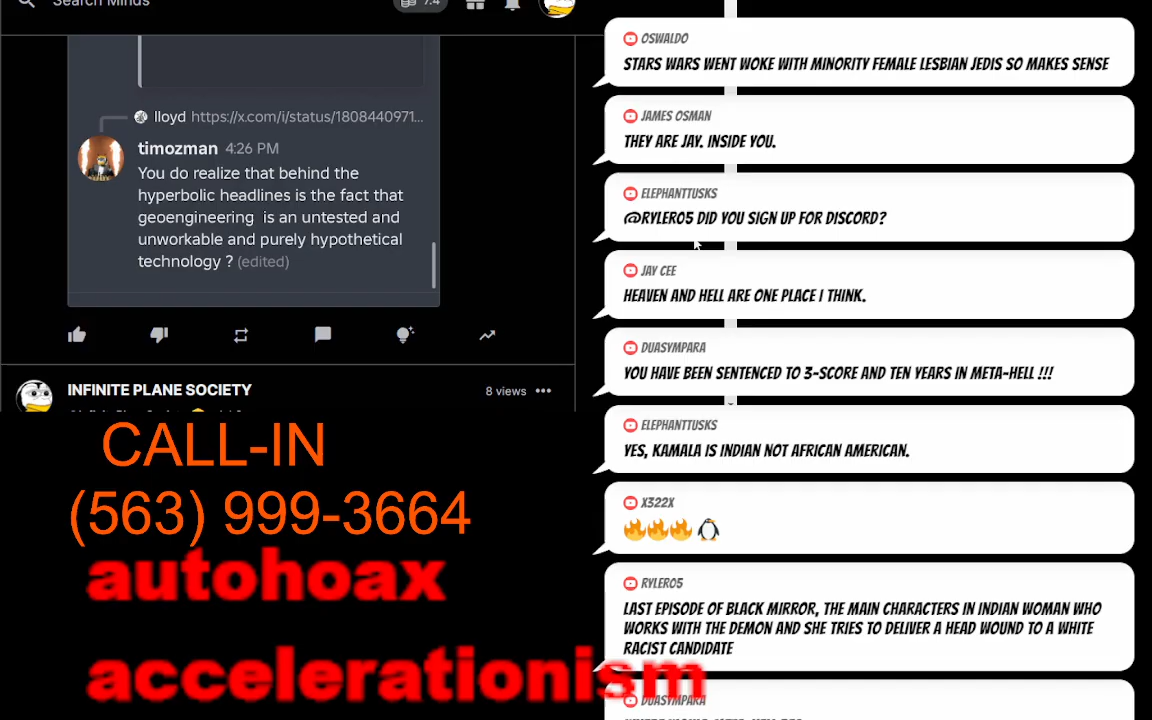 Search Minds
7.4
lloyd https://x.com/i/status/1808440971...
timozman 4:26 PM
You do realize that behind the
hyperbolic headlines is the fact that
geoengineering is an untested and
unworkable and purely hypothetical
technology ? (edited)
INFINITE PLANE SOCIETY
8 views
CALL-IN
(563) 999-3664
autohoax
accelerationism
OSWALDO
STARS WARS WENT WOKE WITH MINORITY FEMALE LESBIAN JEDIS SO MAKES SENSE
JAMES OSMAN
THEY ARE JAY. INSIDE YOU.
ELEPHANTTUSKS
@RYLERO5 DID YOU SIGN UP FOR DISCORD?
JAY CEE
HEAVEN AND HELL ARE ONE PLACE I THINK.
DUASYMPARA
YOU HAVE BEEN SENTENCED TO 3-SCORE AND TEN YEARS IN META-HELL !!!
ELEPHANTTUSKS
YES, KAMALA IS INDIAN NOT AFRICAN AMERICAN.
X322X
🔥🔥🔥 🐧
RYLERO5
LAST EPISODE OF BLACK MIRROR, THE MAIN CHARACTERS IN INDIAN WOMAN WHO
WORKS WITH THE DEMON AND SHE TRIES TO DELIVER A HEAD WOUND TO A WHITE
RACIST CANDIDATE
DUASYMPARA